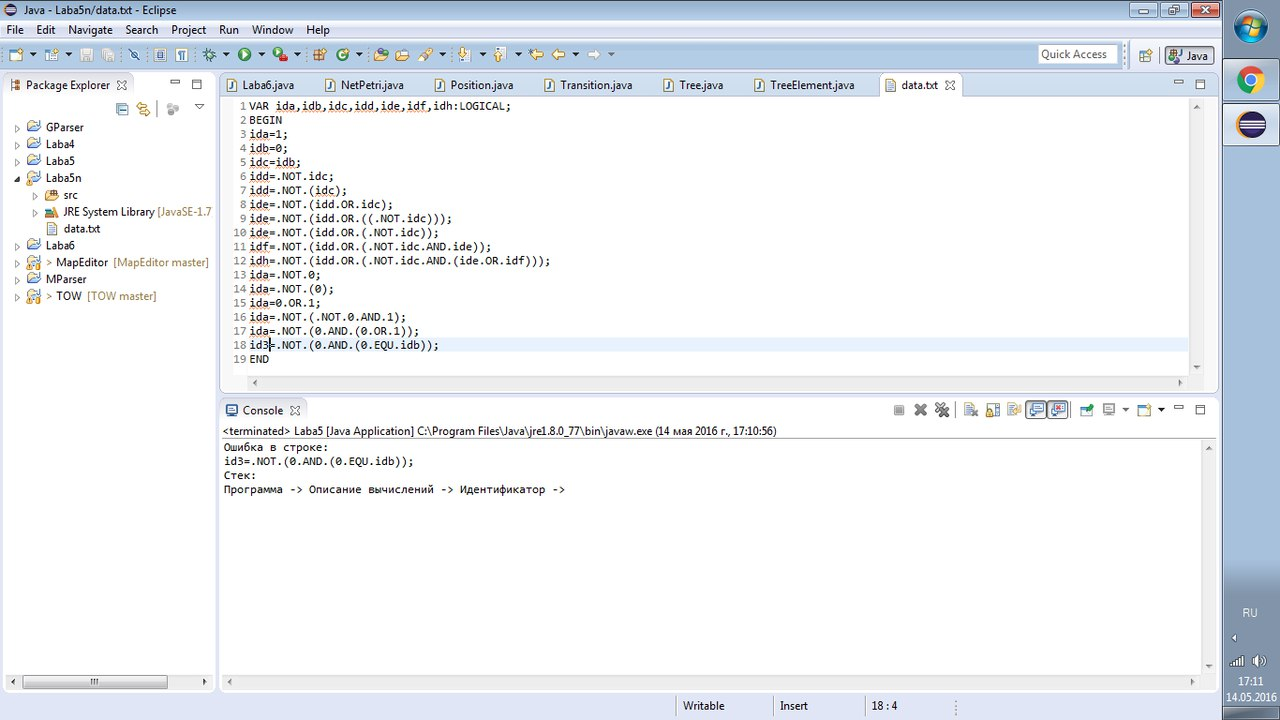 Java - Laba5n/data.txt - Eclipse
File Edit Navigate Search Project Run Window Help
Quick Access
Java
Package Explorer
GParser
Laba4
Laba5
Laba5n
src
JRE System Library [JavaSE-1.7
data.txt
Laba6
> MapEditor [MapEditor master]
MParser
> TOW [TOW master]
Laba6.java NetPetri.java Position.java Transition.java Tree.java TreeElement.java data.txt
1 VAR ida,idb,idc,idd,ide,idf,idh:LOGICAL;
2 BEGIN
3 ida=1;
4 idb=0;
5 idc=idb;
6 idd=.NOT.idc;
7 idd=.NOT.(idc);
8 ide=.NOT.(idd.OR.idc);
9 ide=.NOT.(idd.OR.((.NOT.idc)));
10 ide=.NOT.(idd.OR.(.NOT.idc));
11 idf=.NOT.(idd.OR.(.NOT.idc.AND.ide));
12 idh=.NOT.(idd.OR.(.NOT.idc.AND.(ide.OR.idf)));
13 ida=.NOT.0;
14 ida=.NOT.(0);
15 ida=0.OR.1;
16 ida=.NOT.(.NOT.0.AND.1);
17 ida=.NOT.(0.AND.(0.OR.1));
18 id3=.NOT.(0.AND.(0.EQU.idb));
19 END
Console
<terminated> Laba5 [Java Application] C:\Program Files\Java\jre1.8.0_77\bin\javaw.exe (14 мая 2016 г., 17:10:56)
Ошибка в строке:
id3=.NOT.(0.AND.(0.EQU.idb));
Стек:
Программа -> Описание вычислений -> Идентификатор ->
Writable Insert 18 : 4
RU
17:11
14.05.2016